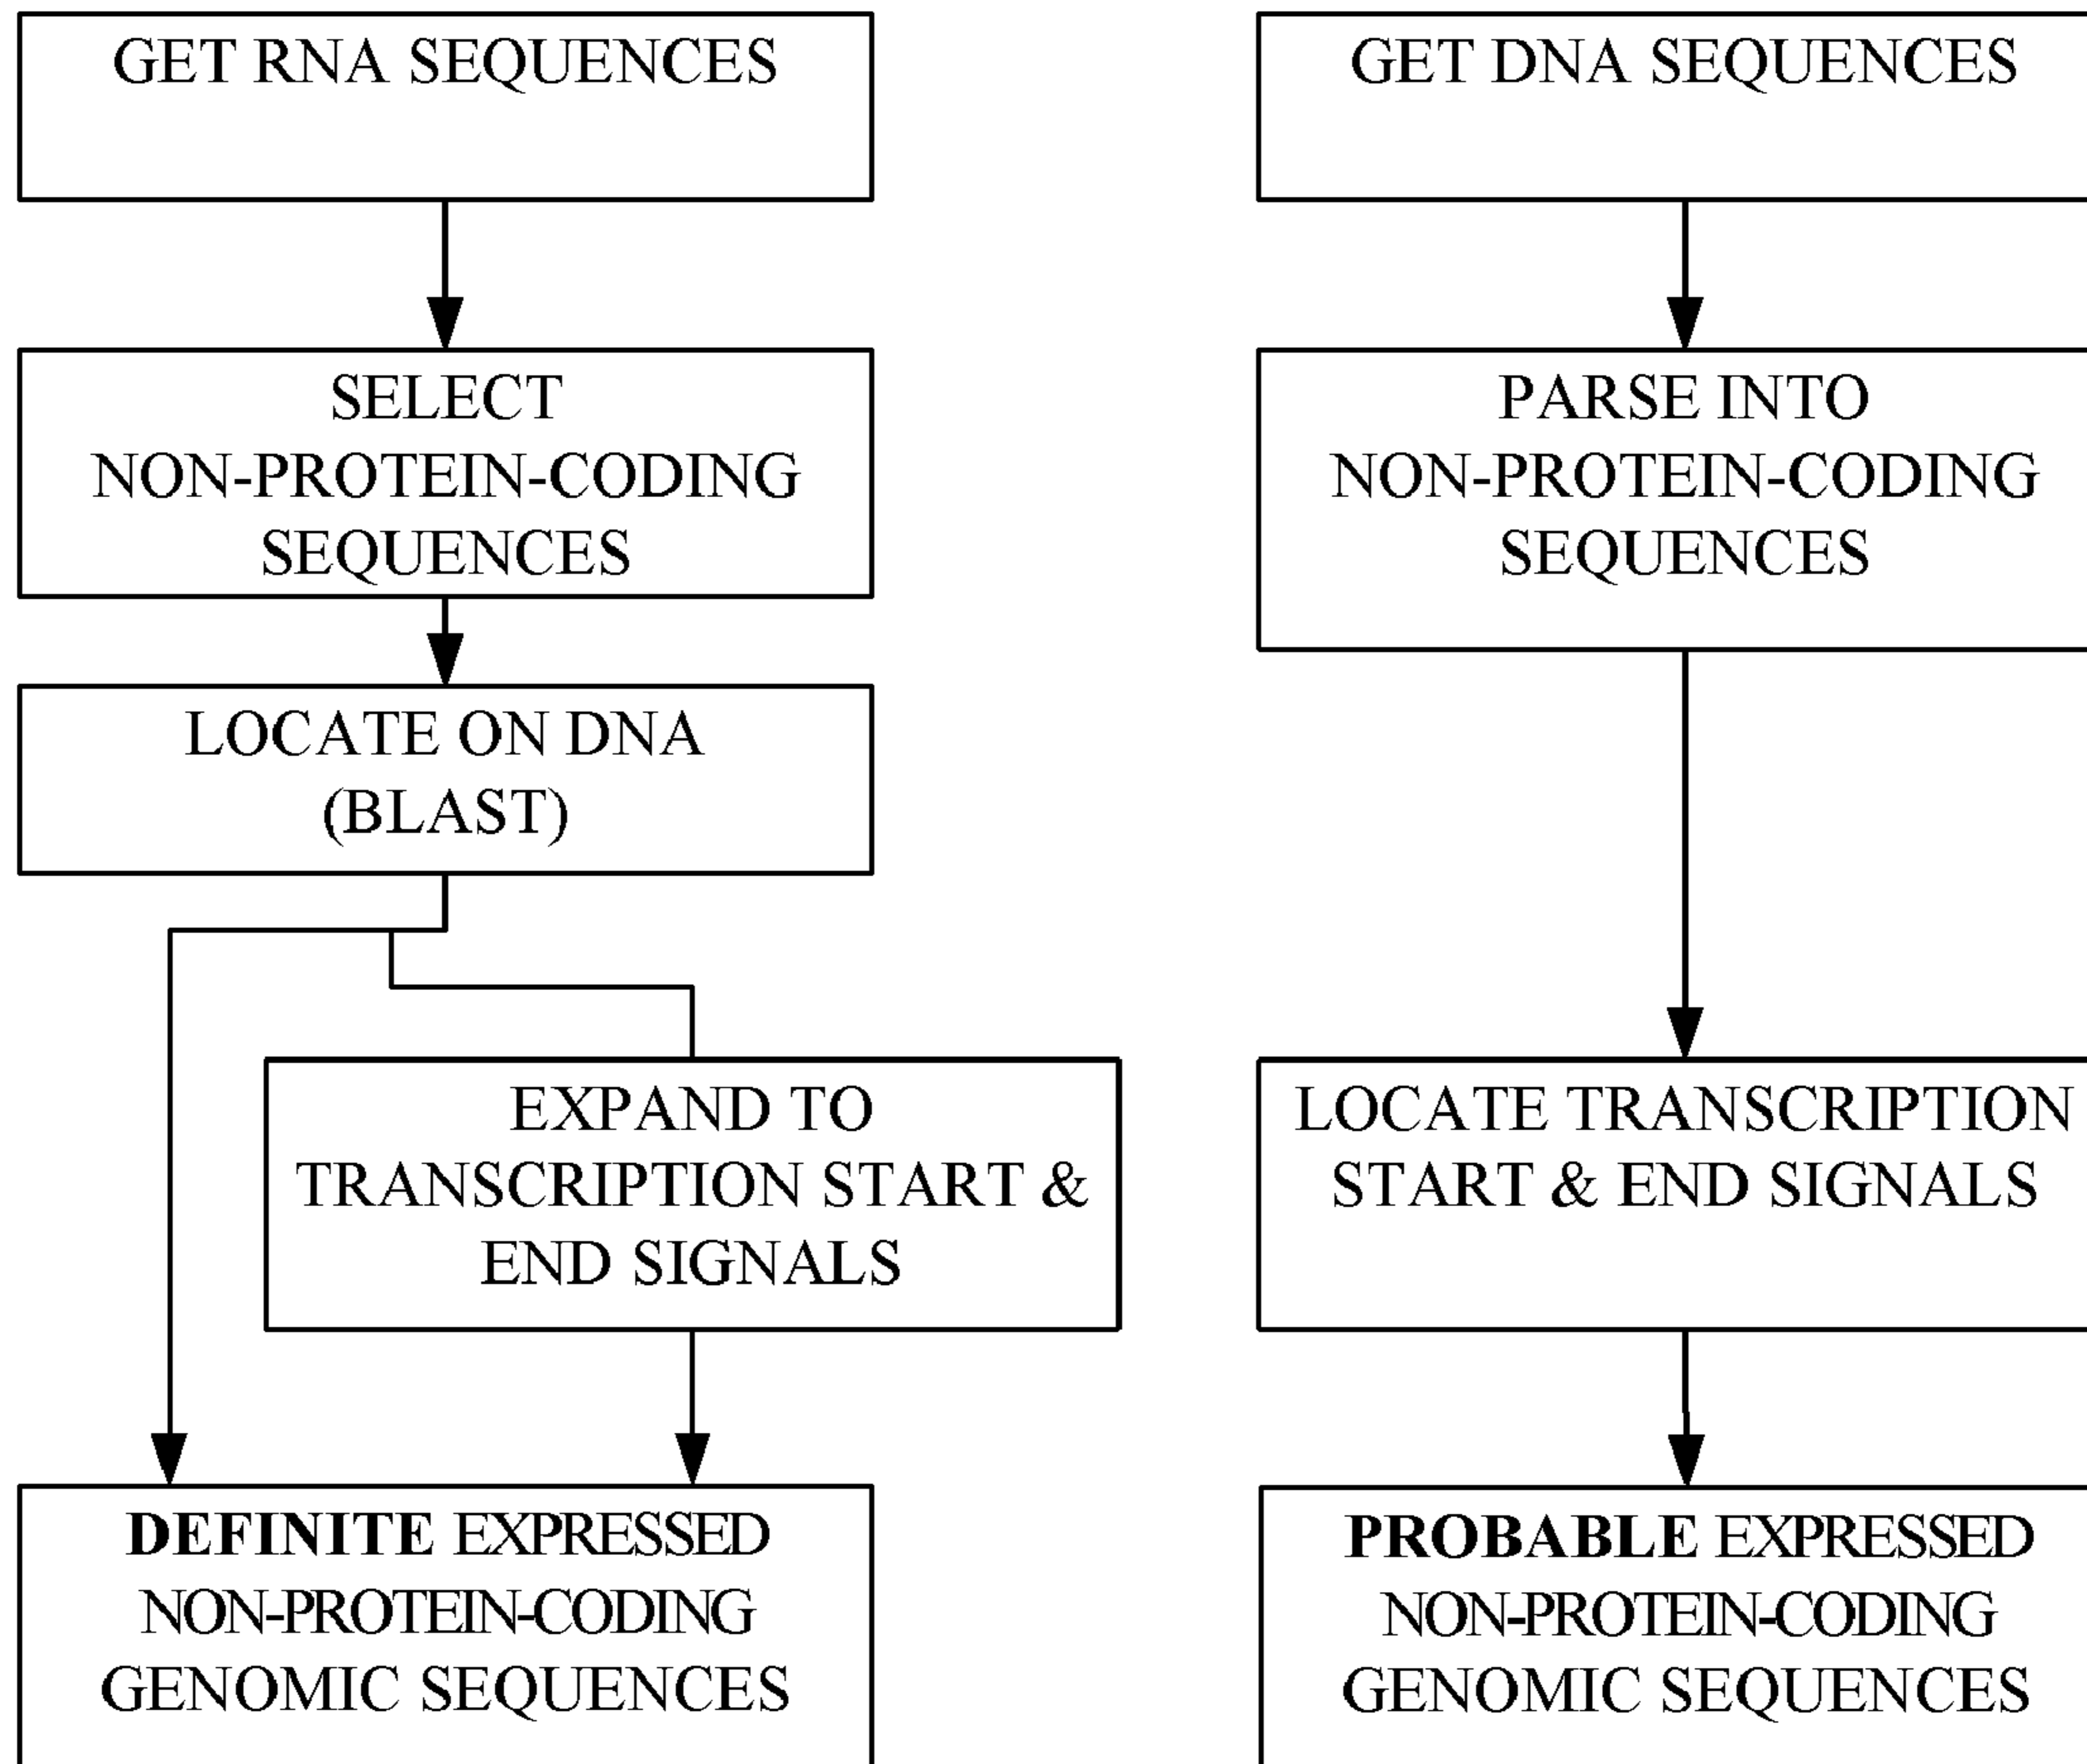 GET RNA SEQUENCES
SELECT
NON-PROTEIN-CODING
SEQUENCES
LOCATE ON DNA
(BLAST)
EXPAND TO
TRANSCRIPTION START &
END SIGNALS
DEFINITE EXPRESSED
NON-PROTEIN-CODING
GENOMIC SEQUENCES
GET DNA SEQUENCES
PARSE INTO
NON-PROTEIN-CODING
SEQUENCES
LOCATE TRANSCRIPTION
START & END SIGNALS
PROBABLE EXPRESSED
NON-PROTEIN-CODING
GENOMIC SEQUENCES